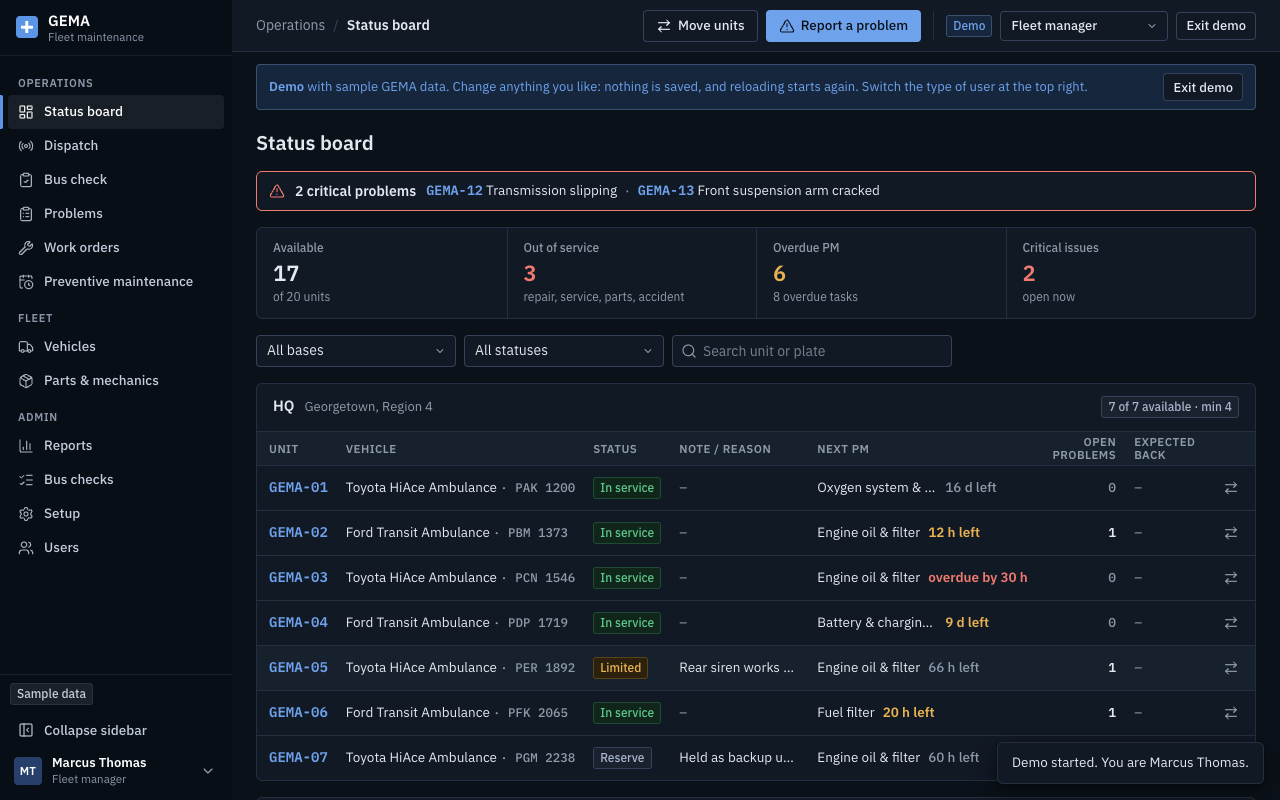 GEMA
Fleet maintenance
Operations / Status board
Move units
Report a problem
Demo
Fleet manager
Exit demo
OPERATIONS
Status board
Dispatch
Bus check
Problems
Work orders
Preventive maintenance
FLEET
Vehicles
Parts & mechanics
ADMIN
Reports
Bus checks
Setup
Users
Sample data
Collapse sidebar
MT
Marcus Thomas
Fleet manager
Demo with sample GEMA data. Change anything you like: nothing is saved, and reloading starts again. Switch the type of user at the top right.
Exit demo
Status board
2 critical problems GEMA-12 Transmission slipping · GEMA-13 Front suspension arm cracked
Available
17
of 20 units
Out of service
3
repair, service, parts, accident
Overdue PM
6
8 overdue tasks
Critical issues
2
open now
All bases
All statuses
Search unit or plate
HQ Georgetown, Region 4
7 of 7 available · min 4
UNIT VEHICLE STATUS NOTE / REASON NEXT PM OPEN PROBLEMS EXPECTED BACK
GEMA-01 Toyota HiAce Ambulance · PAK 1200 In service – Oxygen system & ... 16 d left 0 –
GEMA-02 Ford Transit Ambulance · PBM 1373 In service – Engine oil & filter 12 h left 1 –
GEMA-03 Toyota HiAce Ambulance · PCN 1546 In service – Engine oil & filter overdue by 30 h 0 –
GEMA-04 Ford Transit Ambulance · PDP 1719 In service – Battery & chargin... 9 d left 0 –
GEMA-05 Toyota HiAce Ambulance · PER 1892 Limited Rear siren works ... Engine oil & filter 66 h left 1 –
GEMA-06 Ford Transit Ambulance · PFK 2065 In service – Fuel filter 20 h left 1 –
GEMA-07 Toyota HiAce Ambulance · PGM 2238 Reserve Held as backup u... Engine oil & filter 60 h left
Demo started. You are Marcus Thomas.